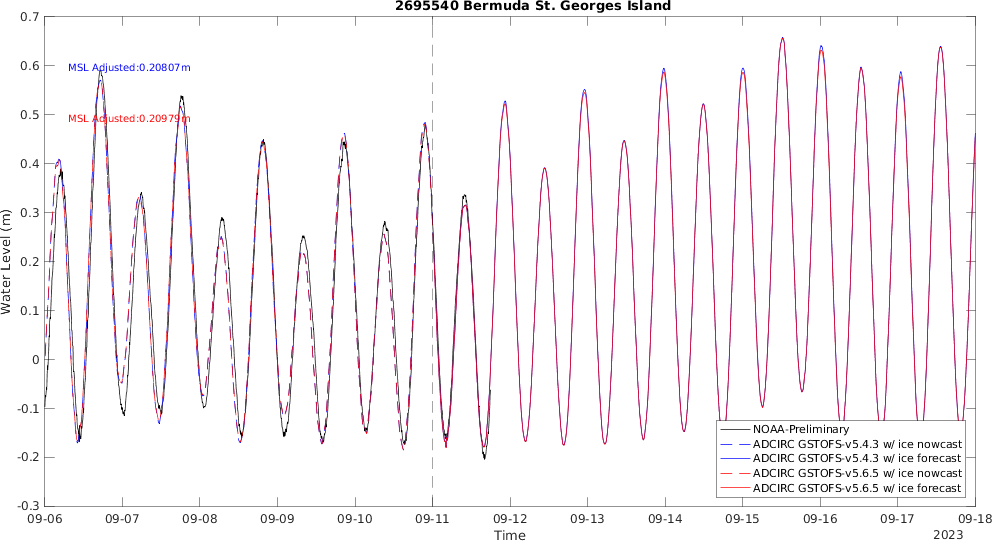 2695540 Bermuda St. Georges Island
0.7
0.6
0.5
0.4
0.3
0.2
0.1
0
-0.1
-0.2
-0.3
Water Level (m)
MSL Adjusted:0.20807m
MSL Adjusted:0.20979m
NOAA-Preliminary
ADCIRC GSTOFS-v5.4.3 w/ ice nowcast
ADCIRC GSTOFS-v5.4.3 w/ ice forecast
ADCIRC GSTOFS-v5.6.5 w/ ice nowcast
ADCIRC GSTOFS-v5.6.5 w/ ice forecast
09-06 09-07 09-08 09-09 09-10 09-11 09-12 09-13 09-14 09-15 09-16 09-17 09-18
Time
2023